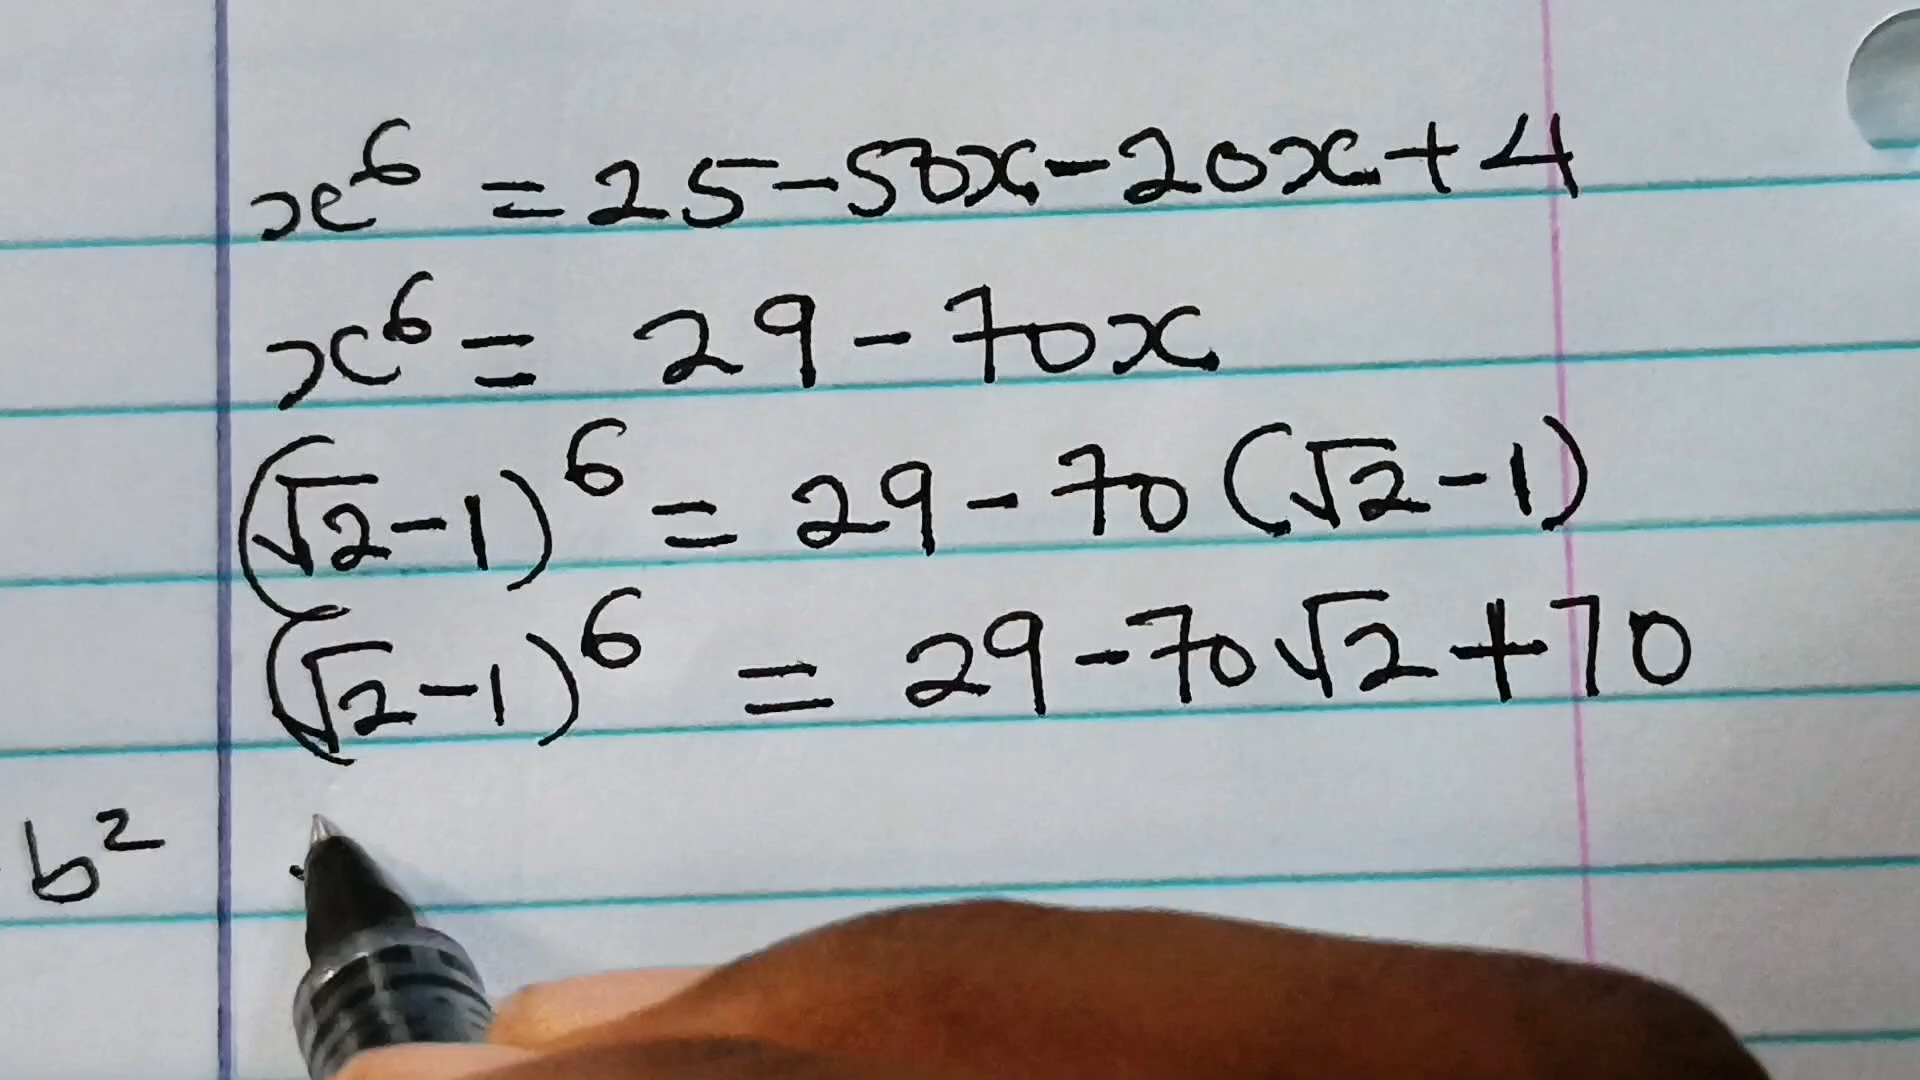 x⁶ = 25 - 50x - 20x + 4
x⁶ = 29 - 70x
(√2 - 1)⁶ = 29 - 70(√2 - 1)
(√2 - 1)⁶ = 29 - 70√2 + 70
b²